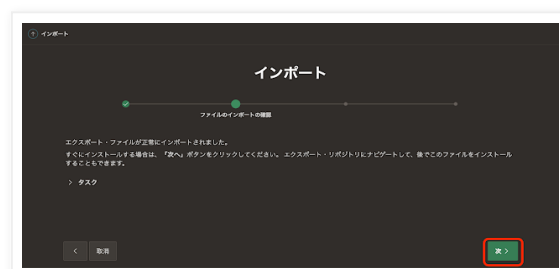 インポート
インポート
ファイルのインポートの確認
エクスポート・ファイルが正常にインポートされました。
すぐにインストールする場合は、「次へ」ボタンをクリックしてください。エクスポート・リポジトリにナビゲートして、後でこのファイルをインストール
することもできます。
タスク
取消
次